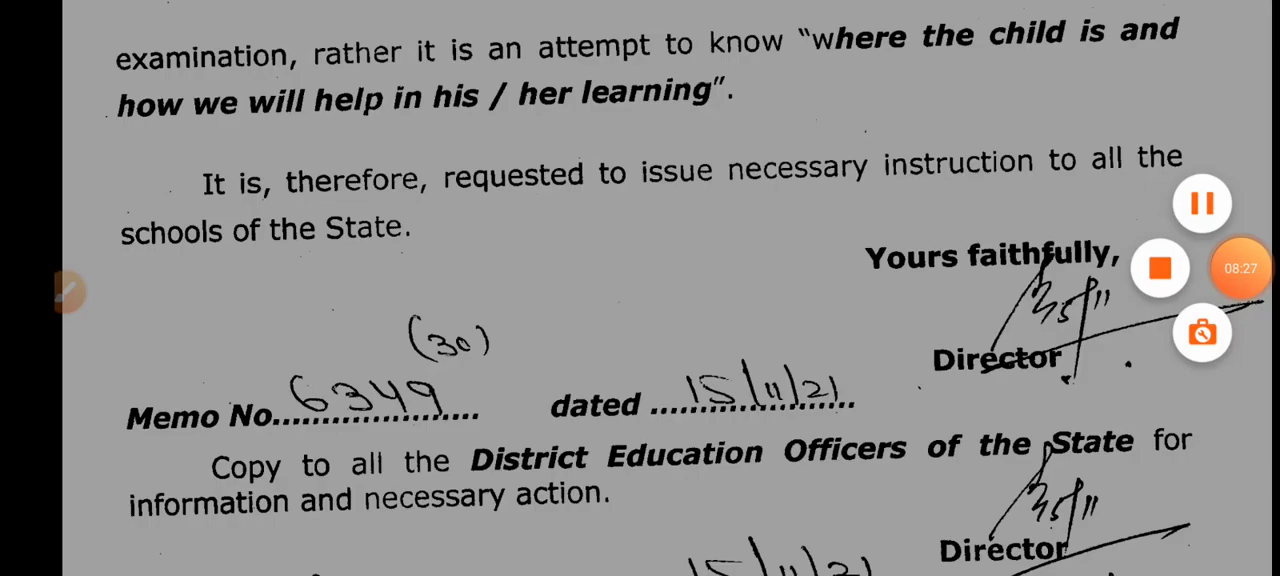 examination, rather it is an attempt to know “where the child is and
how we will help in his / her learning”.
It is, therefore, requested to issue necessary instruction to all the
schools of the State.
Yours faithfully,
Director
(30)
Memo No. 6349 dated 15/11/21
Copy to all the District Education Officers of the State for
information and necessary action.
Director
15/11/21
08:27